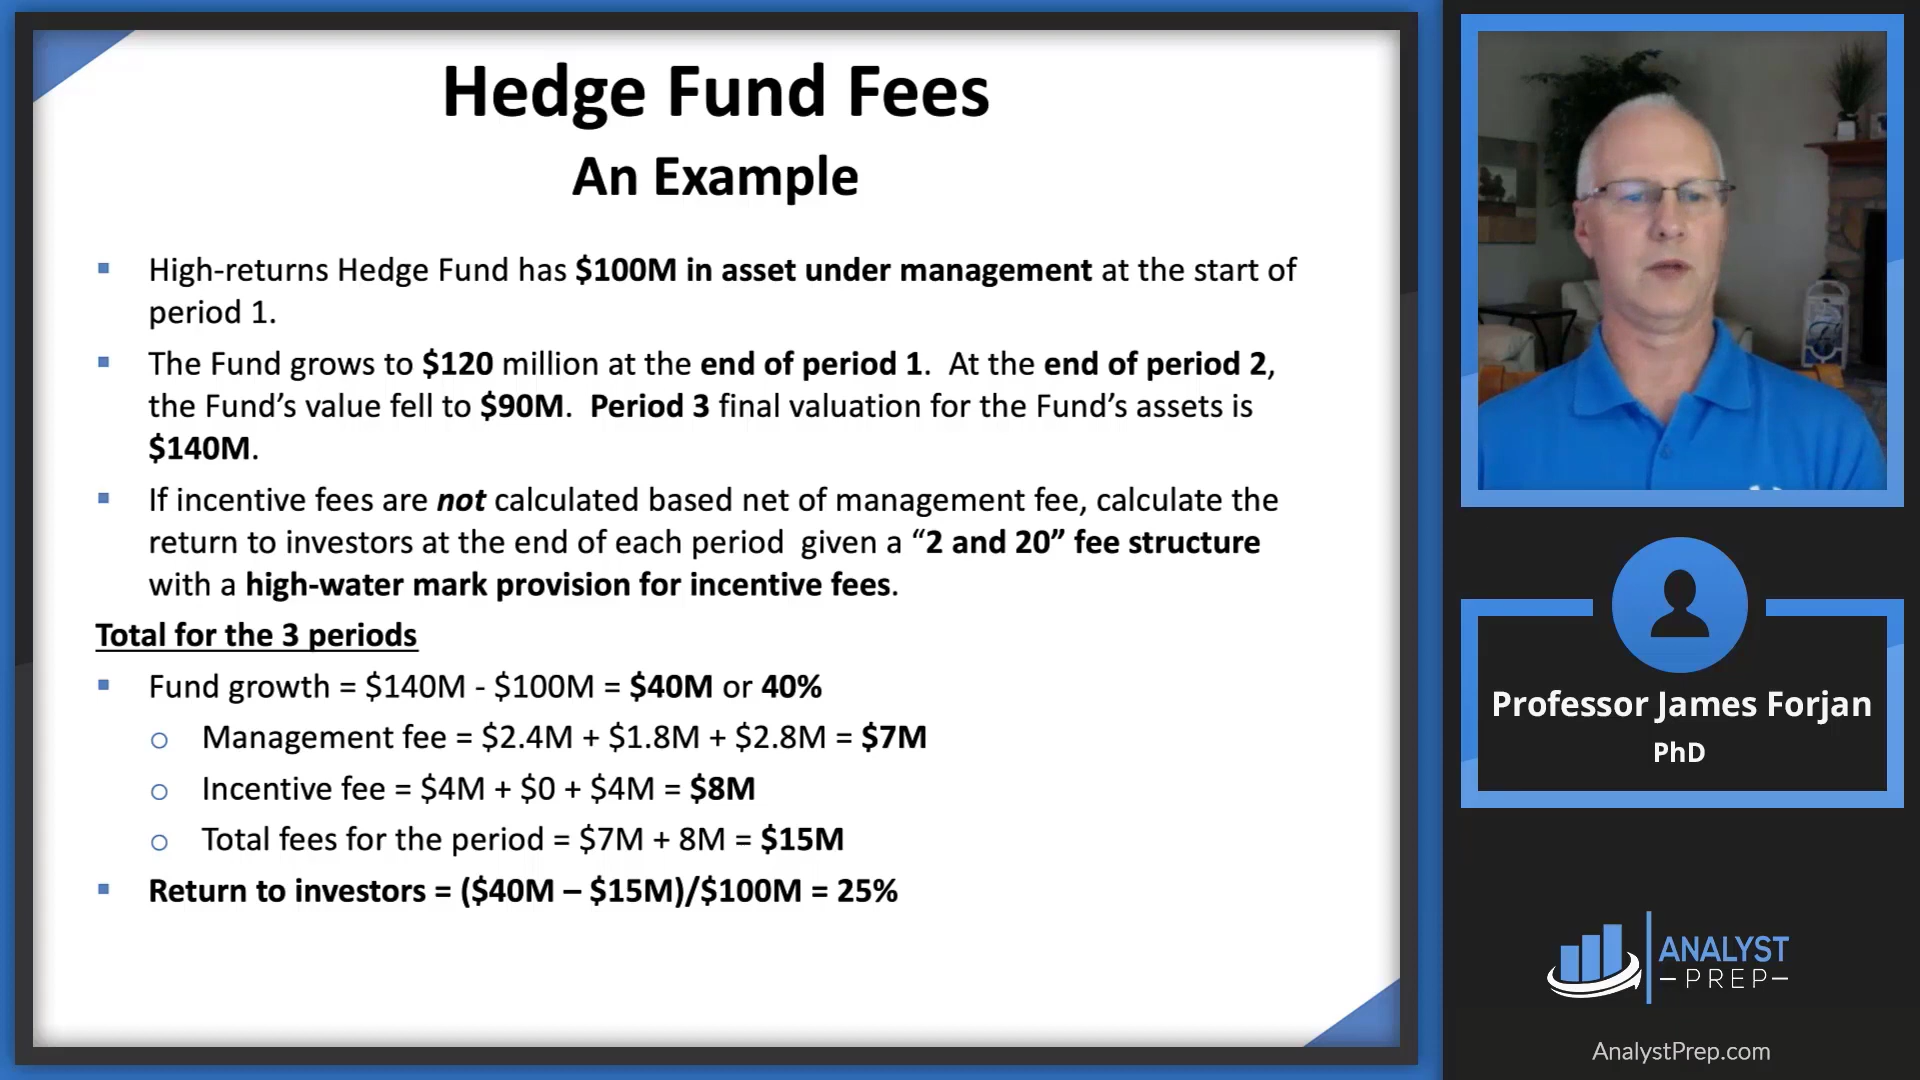 Hedge Fund Fees
An Example
▪ High-returns Hedge Fund has $100M in asset under management at the start of
period 1.
▪ The Fund grows to $120 million at the end of period 1.  At the end of period 2,
the Fund’s value fell to $90M.  Period 3 final valuation for the Fund’s assets is
$140M.
▪ If incentive fees are not calculated based net of management fee, calculate the
return to investors at the end of each period  given a “2 and 20” fee structure
with a high-water mark provision for incentive fees.
Total for the 3 periods
▪ Fund growth = $140M - $100M = $40M or 40%
o Management fee = $2.4M + $1.8M + $2.8M = $7M
o Incentive fee = $4M + $0 + $4M = $8M
o Total fees for the period = $7M + 8M = $15M
▪ Return to investors = ($40M – $15M)/$100M = 25%
Professor James Forjan
PhD
ANALYST
PREP
AnalystPrep.com